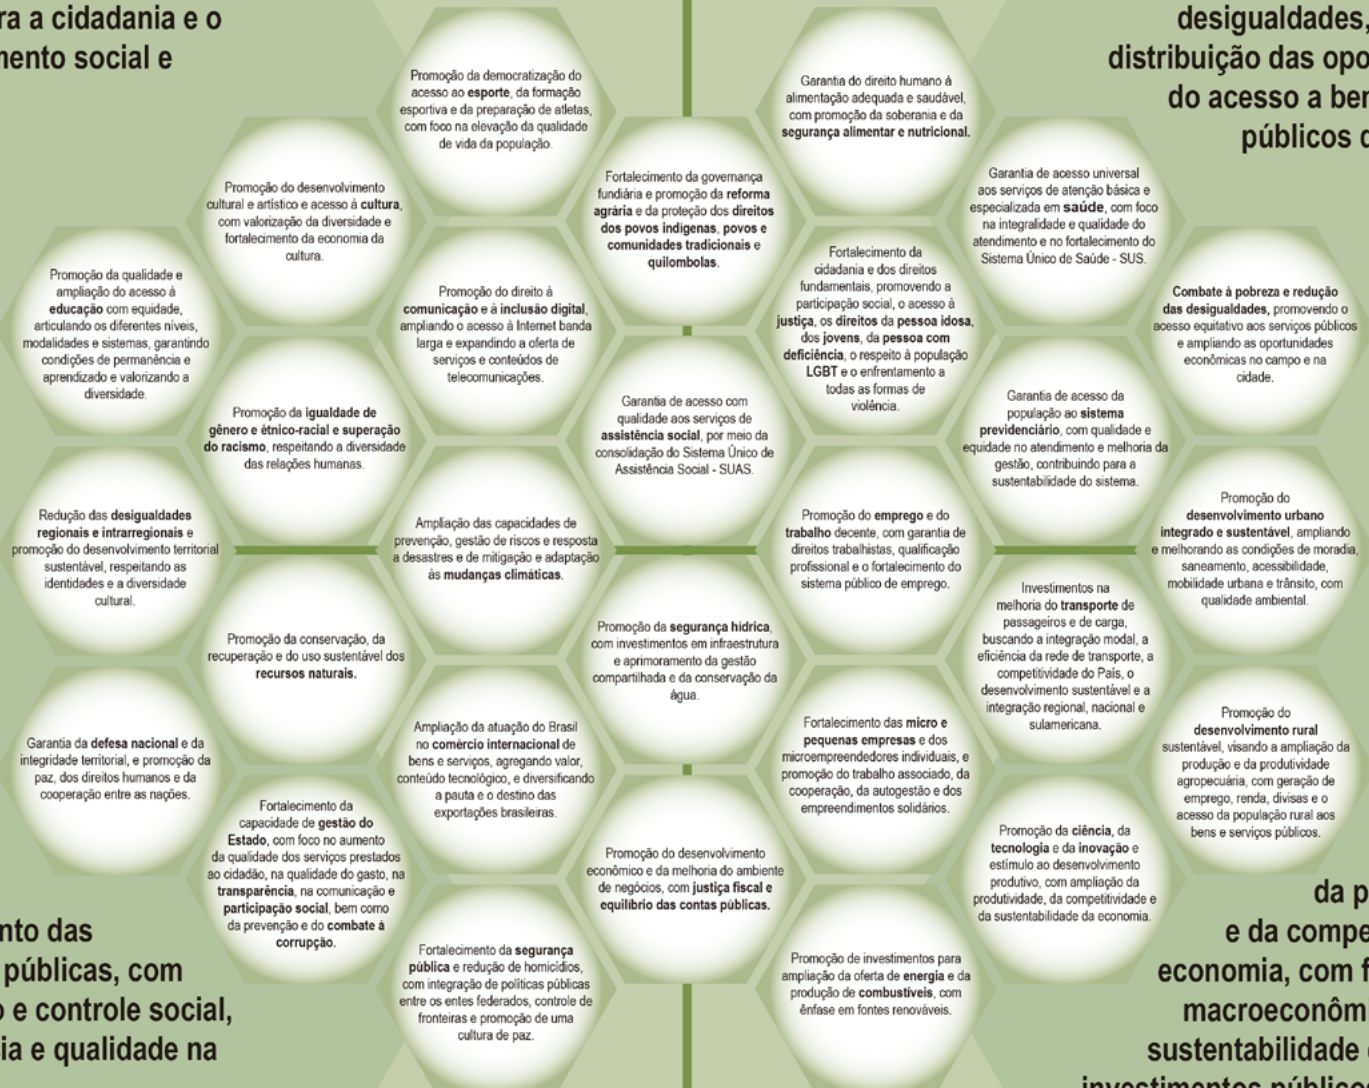 ra a cidadania e o
mento social e
desigualdades,
distribuição das opo
do acesso a ber
públicos d
Promoção da democratização do
acesso ao esporte, da formação
esportiva e da preparação de atletas,
com foco na elevação da qualidade
de vida da população.
Garantia do direito humano à
alimentação adequada e saudável,
com promoção da soberania e da
segurança alimentar e nutricional.
Promoção do desenvolvimento
cultural e artístico e acesso à cultura,
com valorização da diversidade e
fortalecimento da economia da
cultura.
Fortalecimento da governança
fundiária e promoção da reforma
agrária e da proteção dos direitos
dos povos indígenas, povos e
comunidades tradicionais e
quilombolas.
Garantia de acesso universal
aos serviços de atenção básica e
especializada em saúde, com foco
na integralidade e qualidade do
atendimento e no fortalecimento do
Sistema Único de Saúde - SUS.
Promoção da qualidade e
ampliação do acesso à
educação com equidade,
articulando os diferentes níveis,
modalidades e sistemas, garantindo
condições de permanência e
aprendizado e valorizando a
diversidade.
Promoção do direito à
comunicação e à inclusão digital,
ampliando o acesso à Internet banda
larga e expandindo a oferta de
serviços e conteúdos de
telecomunicações.
Fortalecimento da
cidadania e dos direitos
fundamentais, promovendo a
participação social, o acesso à
justiça, os direitos da pessoa idosa,
dos jovens, da pessoa com
deficiência, o respeito à população
LGBT e o enfrentamento a
todas as formas de
violência.
Combate à pobreza e redução
das desigualdades, promovendo o
acesso equitativo aos serviços públicos
e ampliando as oportunidades
econômicas no campo e na
cidade.
Promoção da igualdade de
gênero e étnico-racial e superação
do racismo, respeitando a diversidade
das relações humanas.
Garantia de acesso com
qualidade aos serviços de
assistência social, por meio da
consolidação do Sistema Único de
Assistência Social - SUAS.
Garantia de acesso da
população ao sistema
previdenciário, com qualidade e
equidade no atendimento e melhoria da
gestão, contribuindo para a
sustentabilidade do sistema.
Redução das desigualdades
regionais e intrarregionais e
promoção do desenvolvimento territorial
sustentável, respeitando as
identidades e a diversidade
cultural.
Ampliação das capacidades de
prevenção, gestão de riscos e resposta
a desastres e de mitigação e adaptação
às mudanças climáticas.
Promoção do emprego e do
trabalho decente, com garantia de
direitos trabalhistas, qualificação
profissional e o fortalecimento do
sistema público de emprego.
Promoção do
desenvolvimento urbano
integrado e sustentável, ampliando
e melhorando as condições de moradia,
saneamento, acessibilidade,
mobilidade urbana e trânsito, com
qualidade ambiental.
Promoção da conservação, da
recuperação e do uso sustentável dos
recursos naturais.
Promoção da segurança hídrica,
com investimentos em infraestrutura
e aprimoramento da gestão
compartilhada e da conservação da
água.
Investimentos na
melhoria do transporte de
passageiros e de carga,
buscando a integração modal, a
eficiência da rede de transporte, a
competitividade do País, o
desenvolvimento sustentável e a
integração regional, nacional e
sulamericana.
Garantia da defesa nacional e da
integridade territorial, e promoção da
paz, dos direitos humanos e da
cooperação entre as nações.
Ampliação da atuação do Brasil
no comércio internacional de
bens e serviços, agregando valor,
conteúdo tecnológico, e diversificando
a pauta e o destino das
exportações brasileiras.
Fortalecimento das micro e
pequenas empresas e dos
microempreendedores individuais, e
promoção do trabalho associado, da
cooperação, da autogestão e dos
empreendimentos solidários.
Promoção do
desenvolvimento rural
sustentável, visando a ampliação da
produção e da produtividade
agropecuária, com geração de
emprego, renda, divisas e o
acesso da população rural aos
bens e serviços públicos.
Fortalecimento da
capacidade de gestão do
Estado, com foco no aumento
da qualidade dos serviços prestados
ao cidadão, na qualidade do gasto, na
transparência, na comunicação e
participação social, bem como
da prevenção e do combate à
corrupção.
Promoção do desenvolvimento
econômico e da melhoria do ambiente
de negócios, com justiça fiscal e
equilíbrio das contas públicas.
Promoção da ciência, da
tecnologia e da inovação e
estímulo ao desenvolvimento
produtivo, com ampliação da
produtividade, da competitividade e
da sustentabilidade da economia.
Fortalecimento da segurança
pública e redução de homicídios,
com integração de políticas públicas
entre os entes federados, controle de
fronteiras e promoção de uma
cultura de paz.
Promoção de investimentos para
ampliação da oferta de energia e da
produção de combustíveis, com
ênfase em fontes renováveis.
nto das
públicas, com
o e controle social,
ia e qualidade na
da p
e da compe
economia, com f
macroeconôm
sustentabilidade
investimentos público